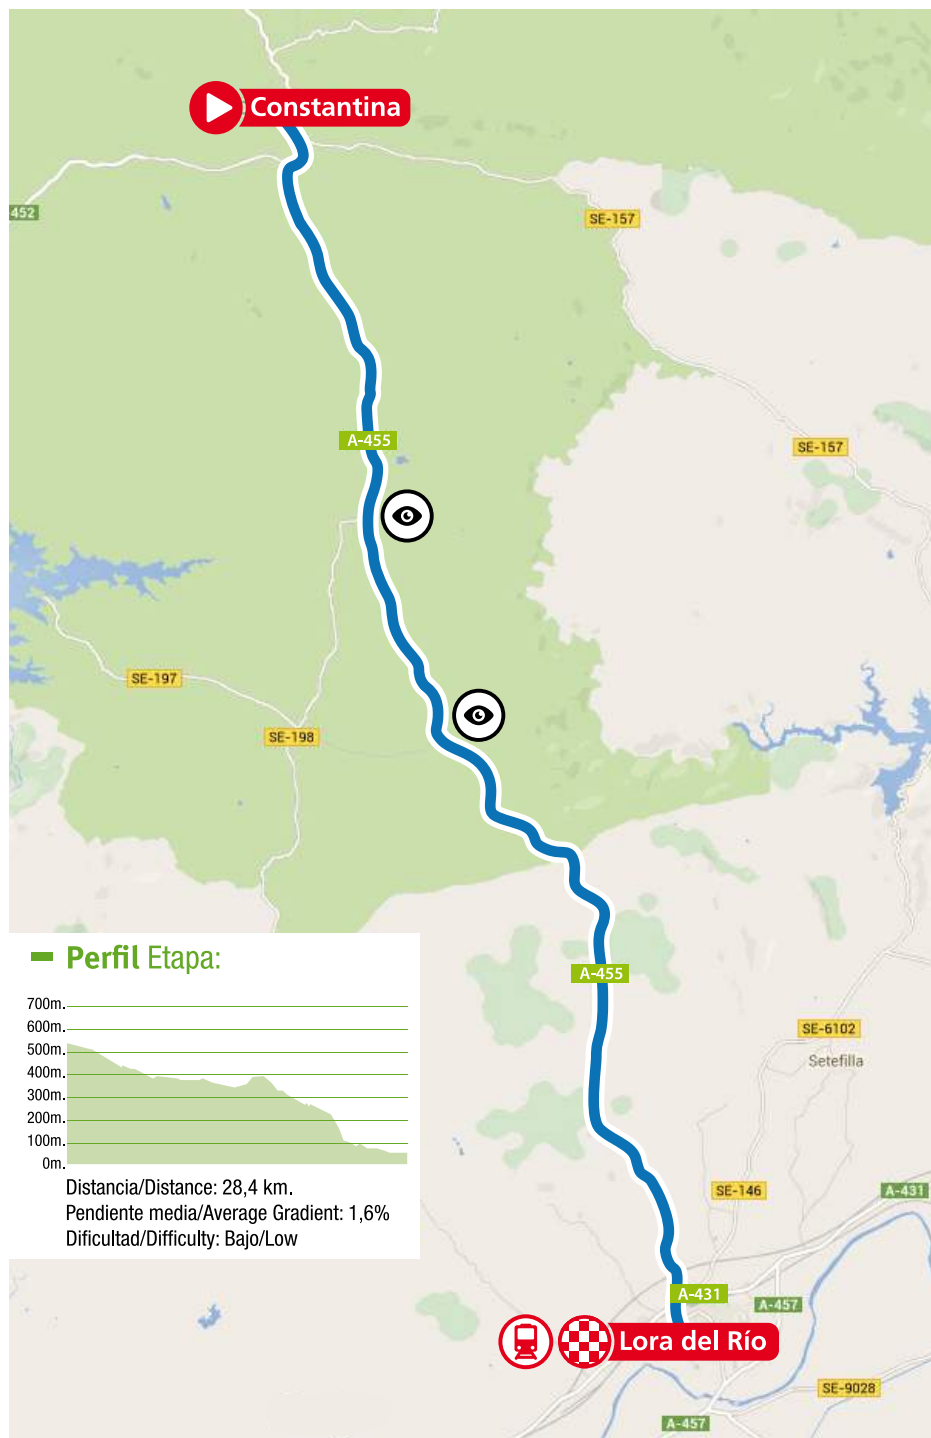 Constantina
452
SE-157
A-455
SE-157
SE-197
SE-198
Perfil Etapa:
700m.
600m.
500m.
400m.
300m.
200m.
100m.
0m.
Distancia/Distance: 28,4 km.
Pendiente media/Average Gradient: 1,6%
Dificultad/Difficulty: Bajo/Low
A-455
SE-6102
Setefilla
SE-146
A-431
A-431
A-457
Lora del Río
SE-9028
A-457